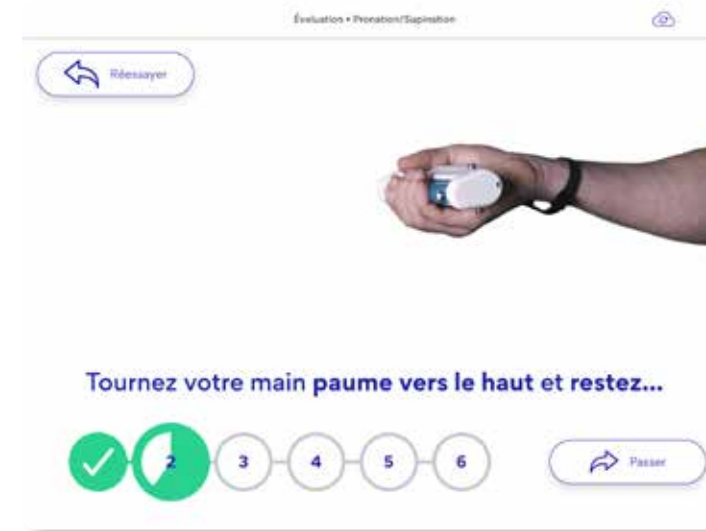 Évaluation • Pronation/Supination
Réessayer
Tournez votre main paume vers le haut et restez...
2 3 4 5 6
Passer